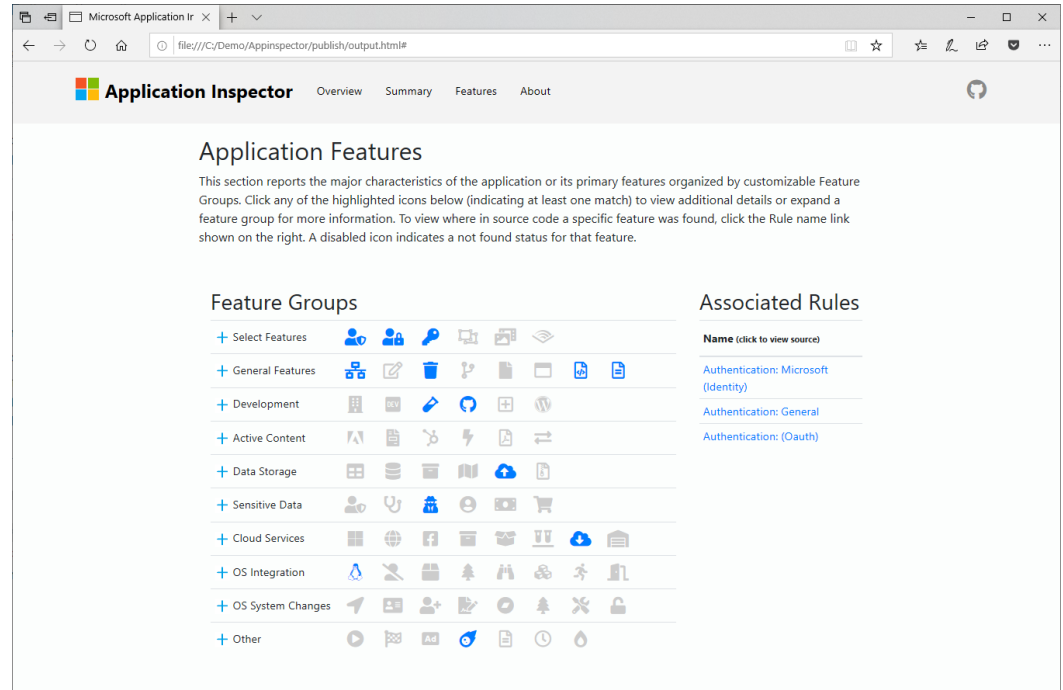 Microsoft Application Ir
file:///C:/Demo/Appinspector/publish/output.html#
Application Inspector Overview Summary Features About
Application Features
This section reports the major characteristics of the application or its primary features organized by customizable Feature
Groups. Click any of the highlighted icons below (indicating at least one match) to view additional details or expand a
feature group for more information. To view where in source code a specific feature was found, click the Rule name link
shown on the right. A disabled icon indicates a not found status for that feature.
Feature Groups
+ Select Features
+ General Features
+ Development DEV
+ Active Content
+ Data Storage
+ Sensitive Data
+ Cloud Services
+ OS Integration
+ OS System Changes
+ Other Ad
Associated Rules
Name (click to view source)
Authentication: Microsoft
(Identity)
Authentication: General
Authentication: (Oauth)